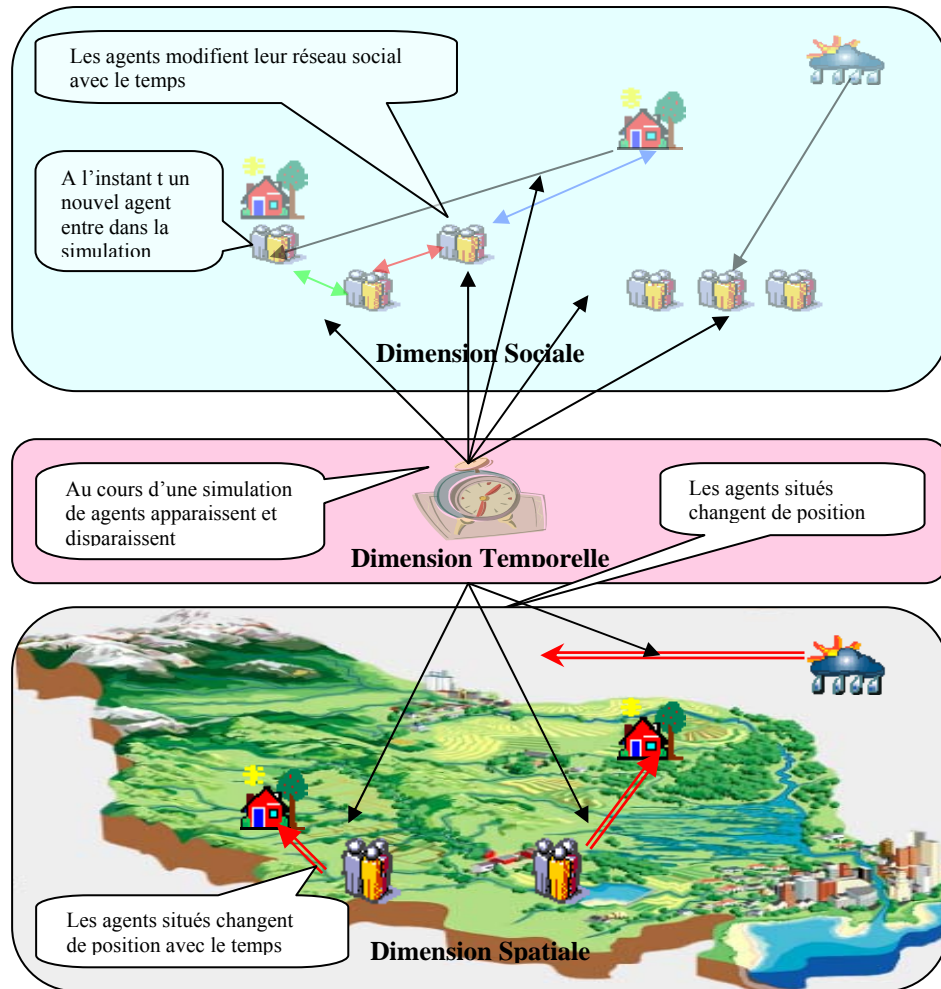 Les agents modifient leur réseau social
avec le temps
A l’instant t un
nouvel agent
entre dans la
simulation
Dimension Sociale
Au cours d’une simulation
de agents apparaissent et
disparaissent
Les agents situés
changent de position
Dimension Temporelle
Les agents situés changent
de position avec le temps
Dimension Spatiale